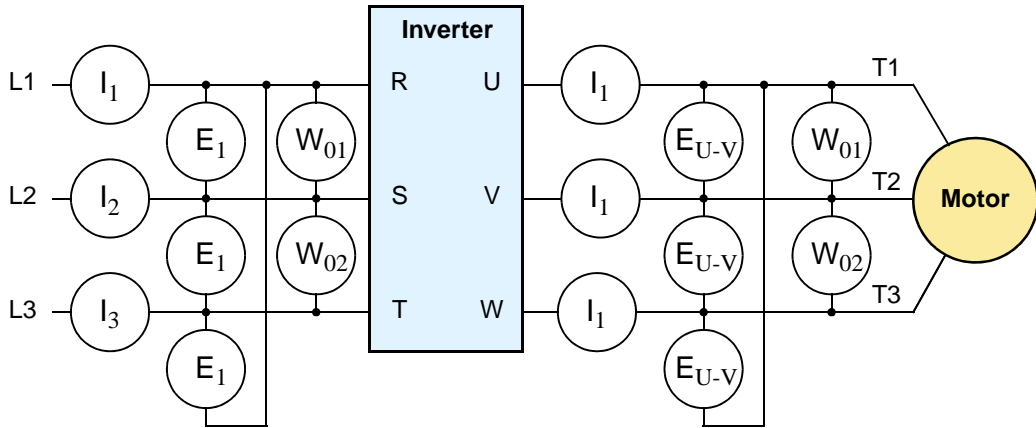 Inverter
L1 I1 R U I1 T1
E1 W01 EU-V W01
L2 I2 S V I1 T2
Motor
E1 W02 EU-V W02
L3 I3 T W I1 T3
E1 EU-V